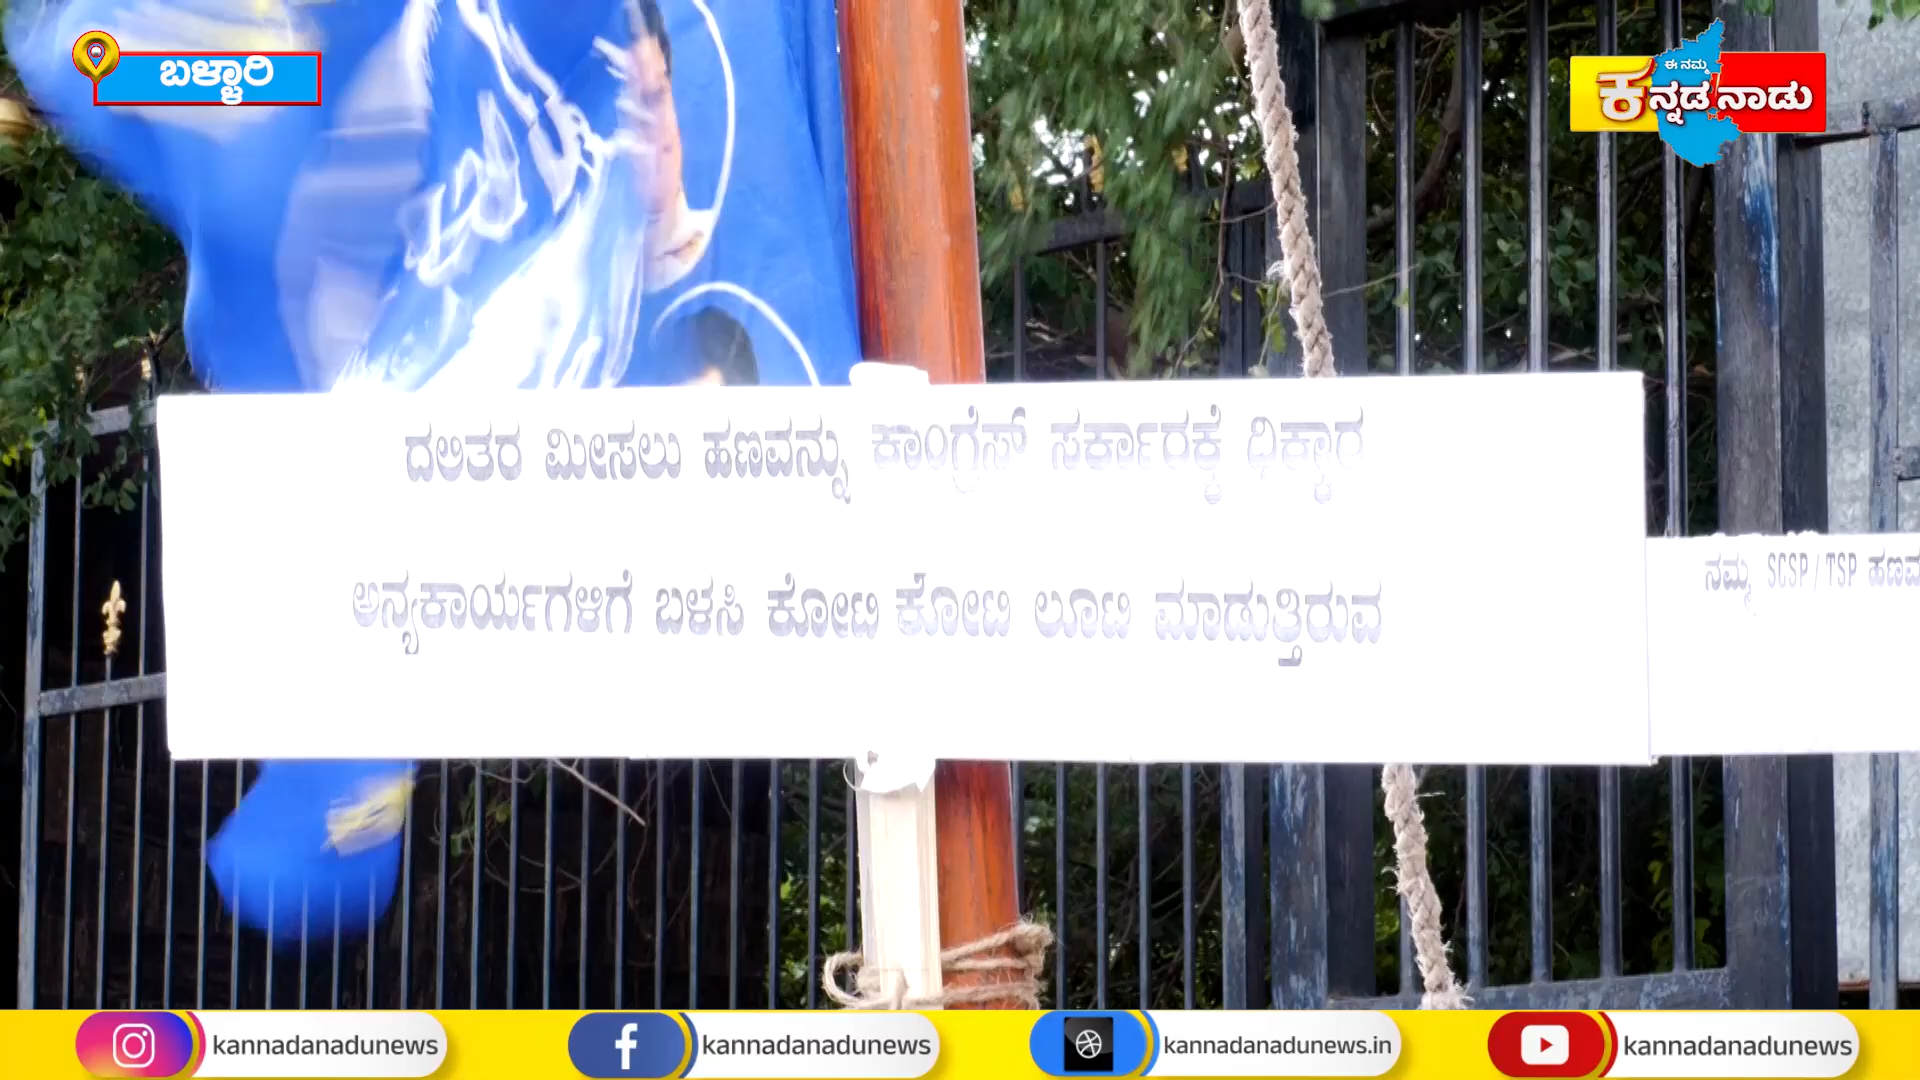 ಬಳ್ಳಾರಿ
ಈ ನಮ್ಮ
ಕನ್ನಡ ನಾಡು
ದಲಿತರ ಮೀಸಲು ಹಣವನ್ನು ಕಾಂಗ್ರೆಸ್ ಸರ್ಕಾರಕ್ಕೆ ಧಿಕ್ಕಾರ
ಅನ್ಯಕಾರ್ಯಗಳಿಗೆ ಬಳಸಿ ಕೋಟಿ ಕೋಟಿ ಲೂಟಿ ಮಾಡುತ್ತಿರುವ
ನಮ್ಮ SCSP/TSP
kannadanadunews
kannadanadunews
kannadanadunews.in
kannadanadunews